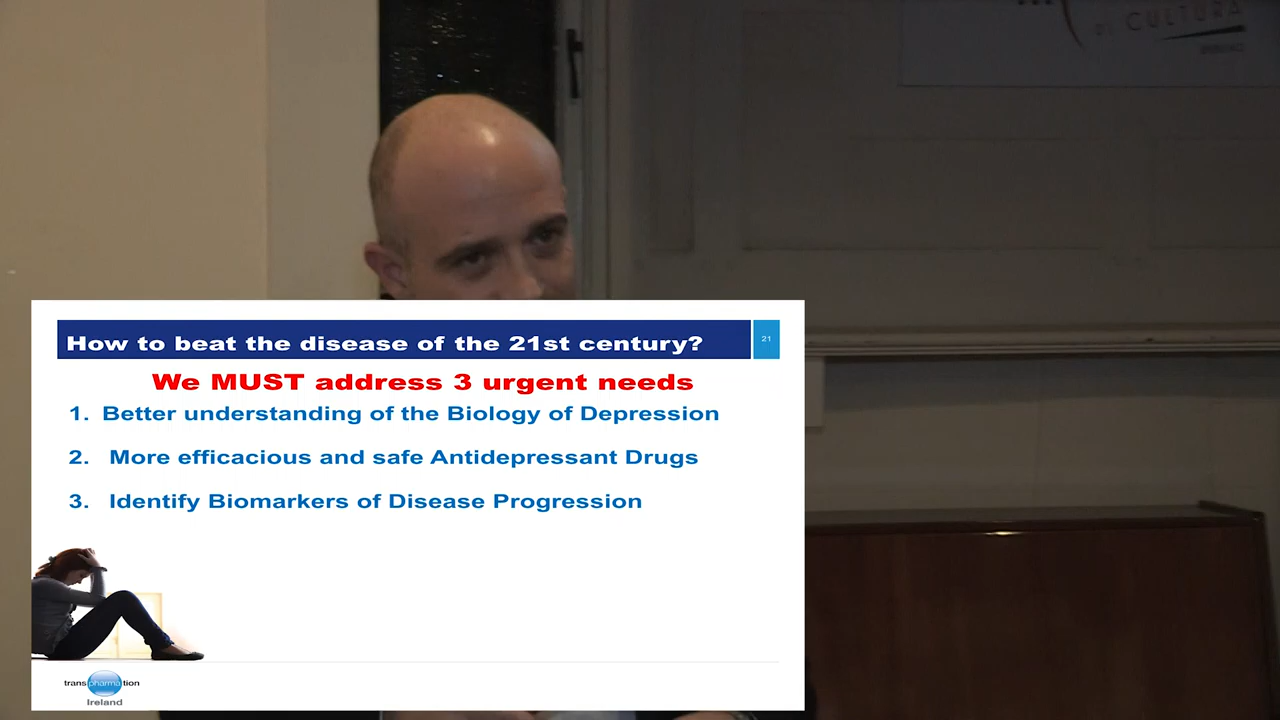 DI CULTURA
How to beat the disease of the 21st century?
21
We MUST address 3 urgent needs
1. Better understanding of the Biology of Depression
2. More efficacious and safe Antidepressant Drugs
3. Identify Biomarkers of Disease Progression
transpharmation
Ireland